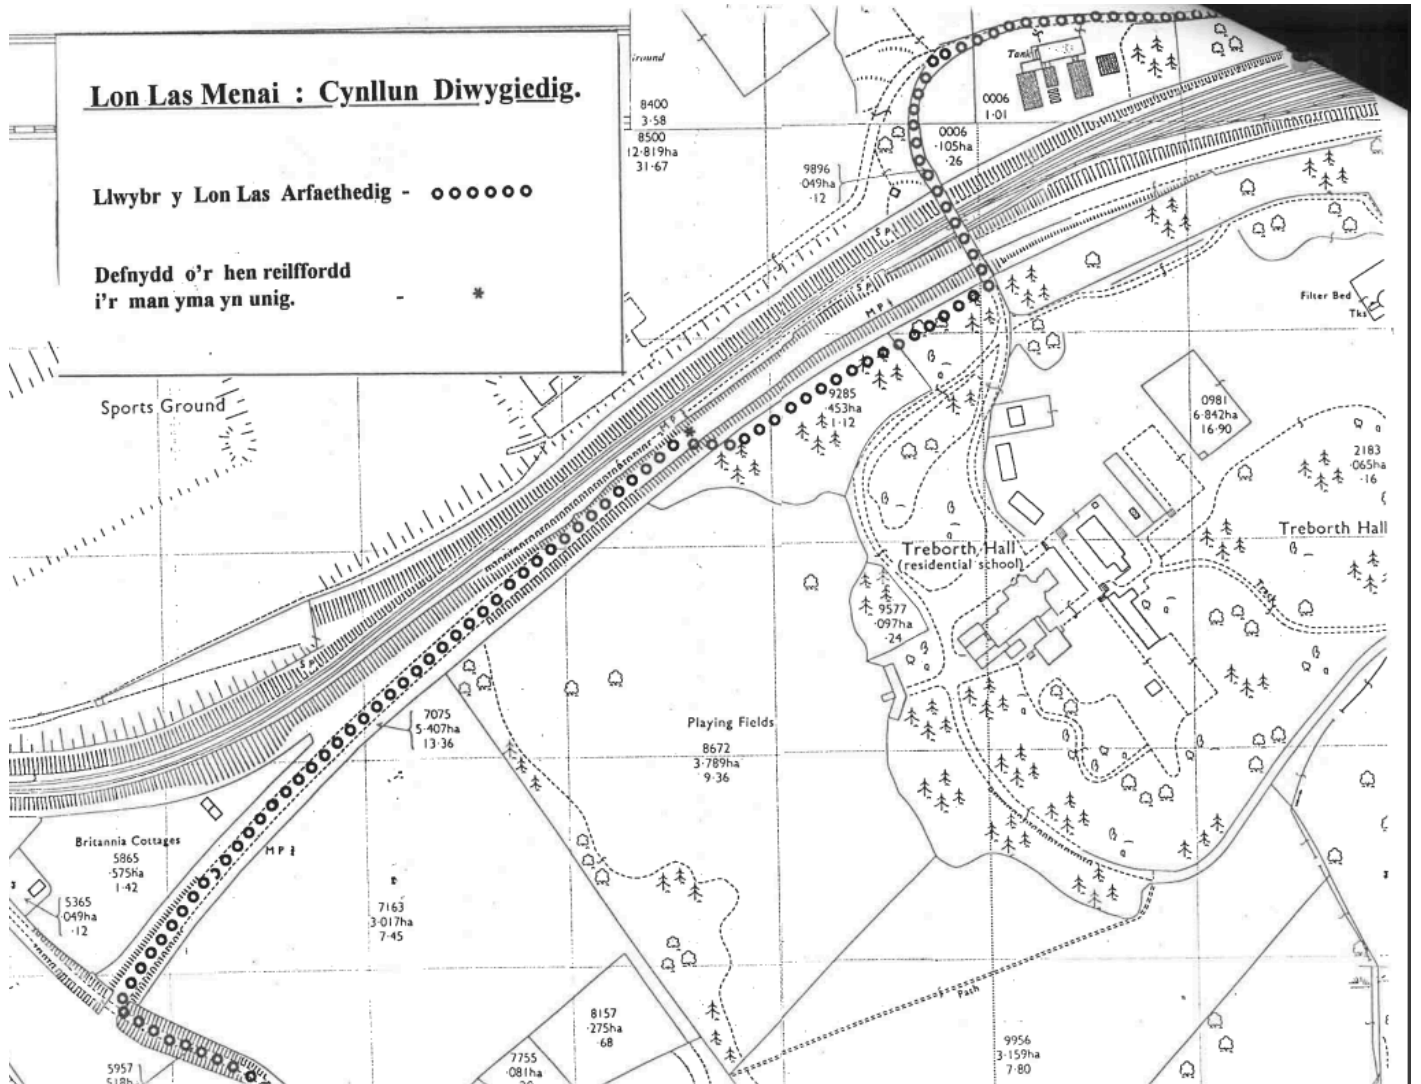 Lon Las Menai : Cynllun Diwygiedig.
Llwybr y Lon Las Arfaethedig -
Defnydd o'r hen reilffordd
i'r man yma yn unig. - *
8400
3·58
8500
12·819ha
31·67
Tank
0006
1·01
0006
·105ha
·26
9896
·049ha
·12
S P
S P
M P
Filter Bed
Tks
Sports Ground
9285
·453ha
1·12
0981
6·842ha
16·90
2183
·065ha
·16
M P
*
Treborth Hall
(residential school)
Treborth Hall
Track
9577
·097ha
·24
S P
7075
5·407ha
13·36
Playing Fields
8672
3·789ha
9·36
Britannia Cottages
5865
·575ha
1·42
M P
5365
·049ha
·12
7163
3·017ha
7·45
Path
8157
·275ha
·68
7755
·081ha
9956
3·159ha
7·80
5957